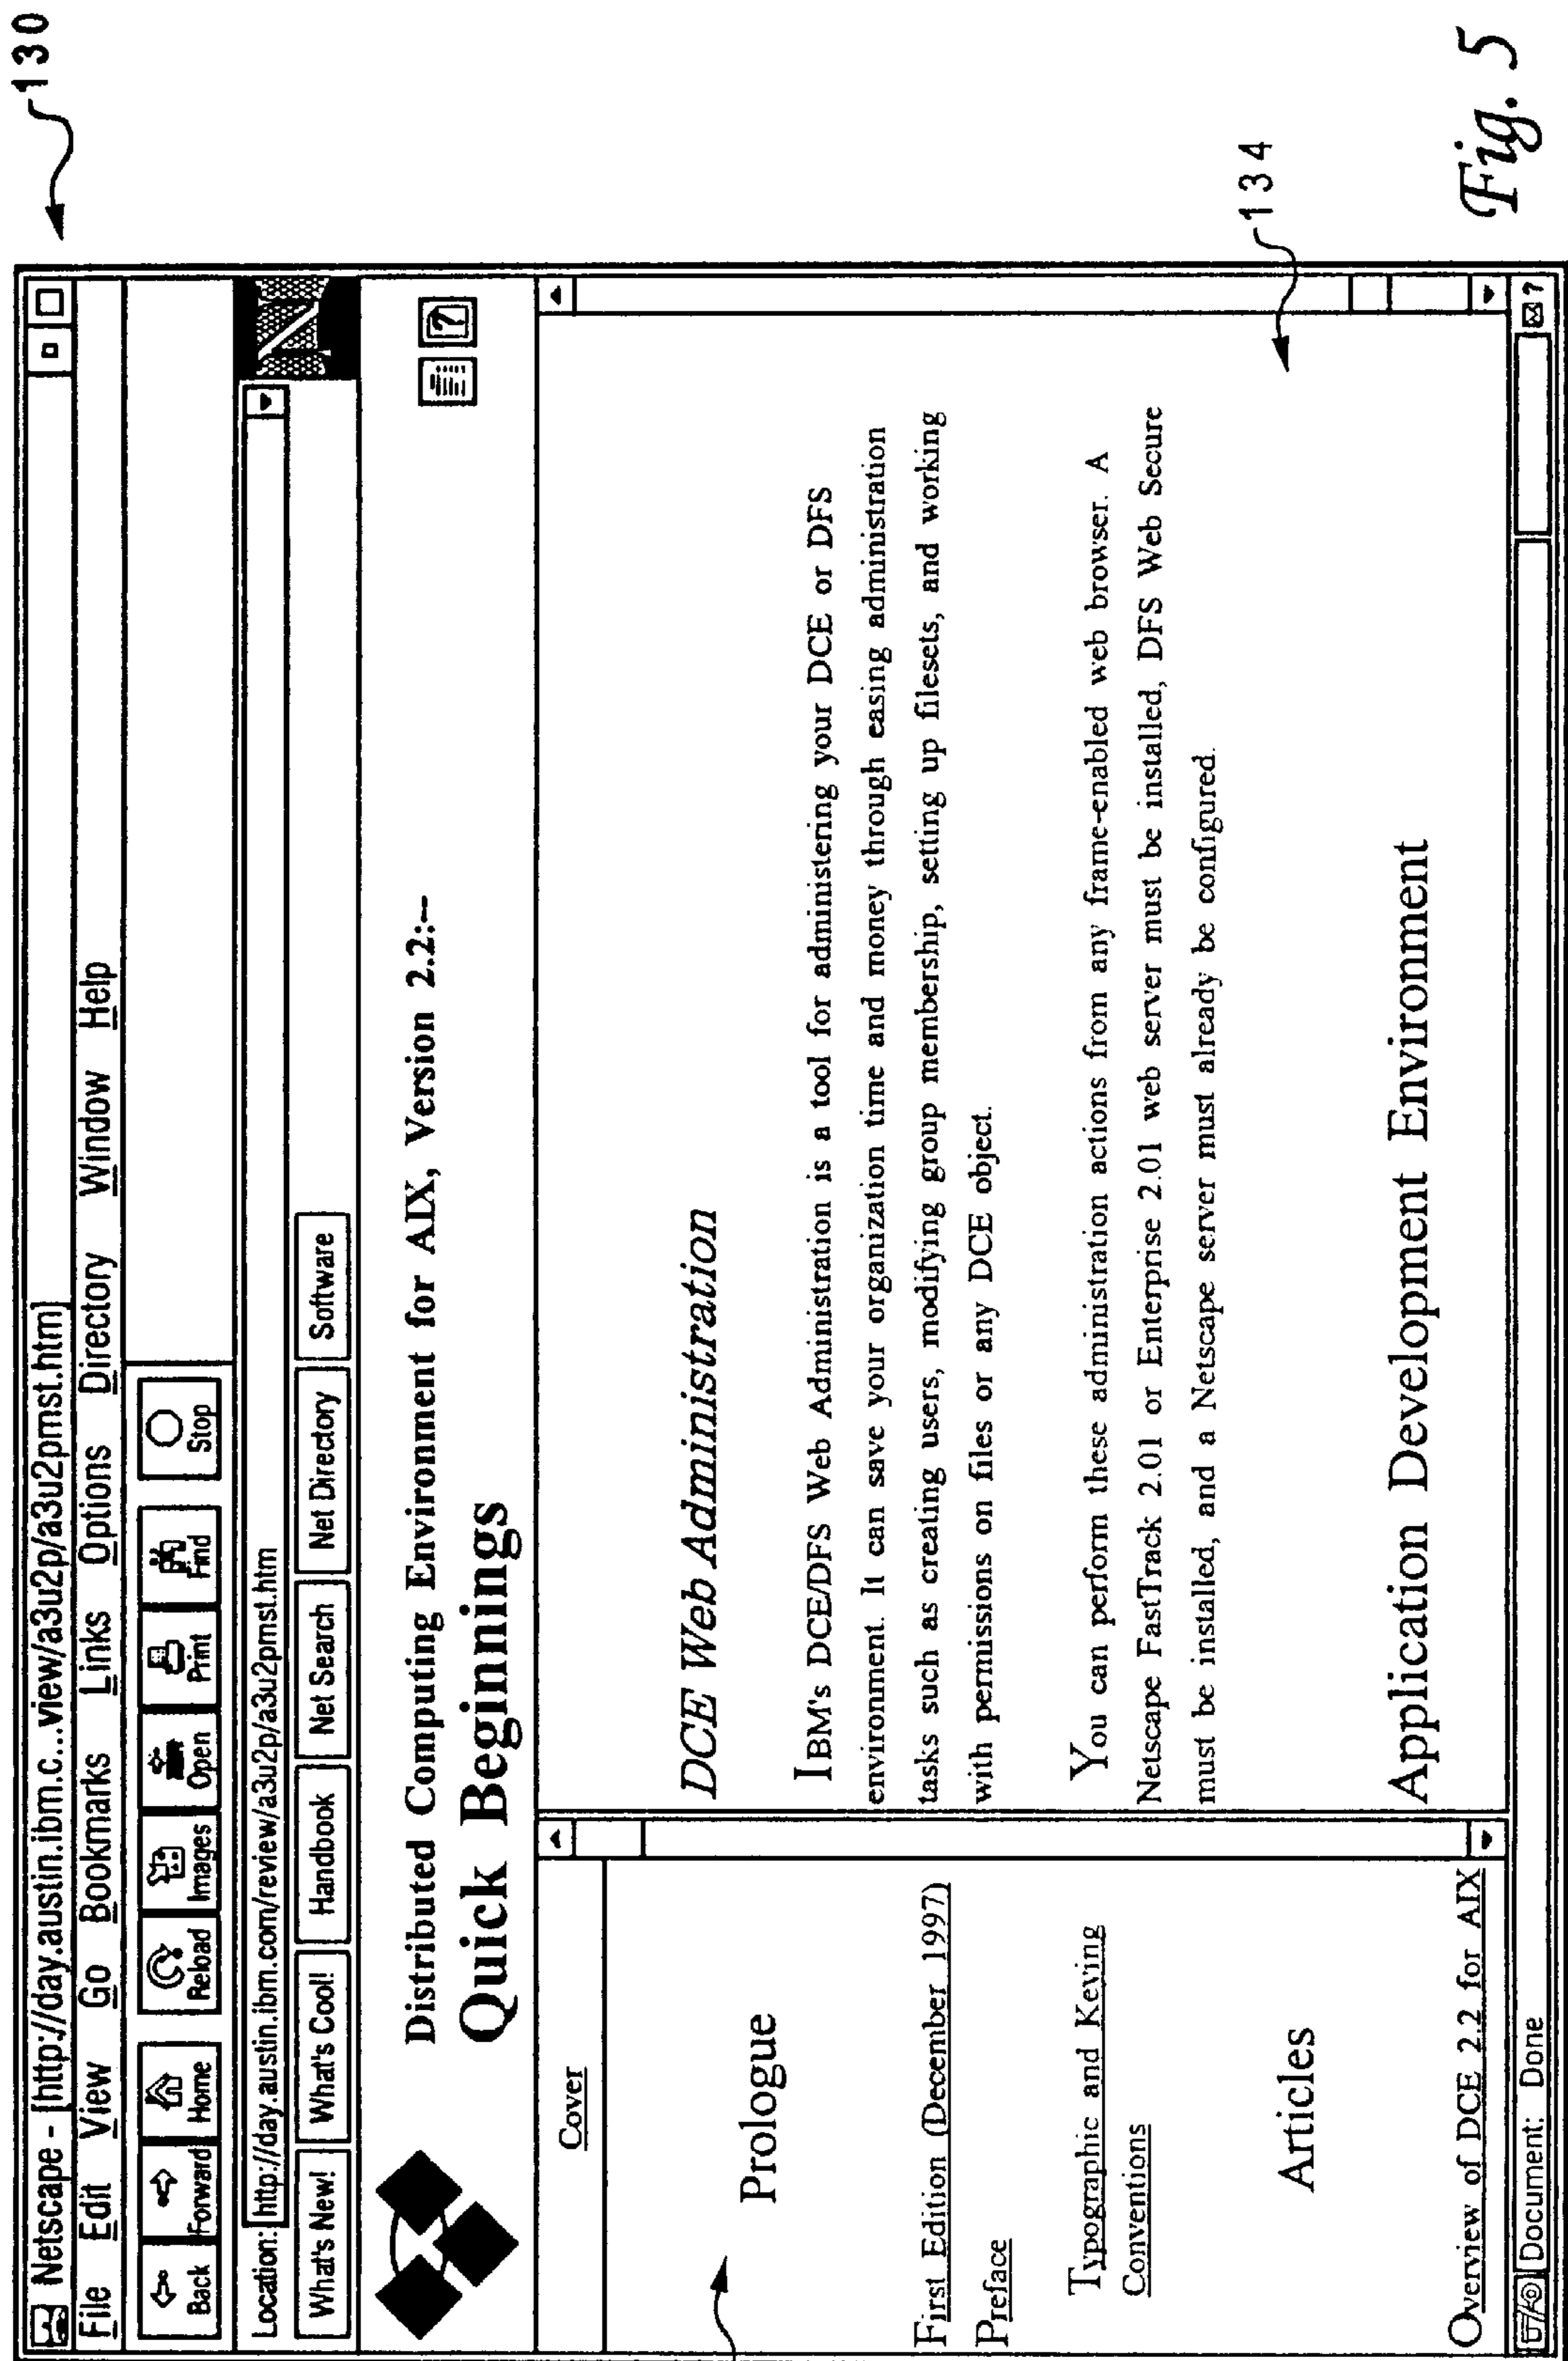 130
Netscape - [http://day.austin.ibm.c...view/a3u2p/a3u2pmst.htm]
File Edit View Go Bookmarks Links Options Directory Window Help
Back Forward Home Reload Images Open Print Find Stop
Location: http://day.austin.ibm.com/review/a3u2p/a3u2pmst.htm
What's New! What's Cool! Handbook Net Search Net Directory Software
Distributed Computing Environment for AIX, Version 2.2:--
Quick Beginnings
?
Cover
Prologue
First Edition (December 1997)
Preface
Typographic and Keying
Conventions
Articles
Overview of DCE 2.2 for AIX
DCE Web Administration
IBM's DCE/DFS Web Administration is a tool for administering your DCE or DFS
environment. It can save your organization time and money through easing administration
tasks such as creating users, modifying group membership, setting up filesets, and working
with permissions on files or any DCE object.
You can perform these administration actions from any frame-enabled web browser. A
Netscape FastTrack 2.01 or Enterprise 2.01 web server must be installed, DFS Web Secure
must be installed, and a Netscape server must already be configured.
Application Development Environment
134
Document: Done
?
Fig. 5